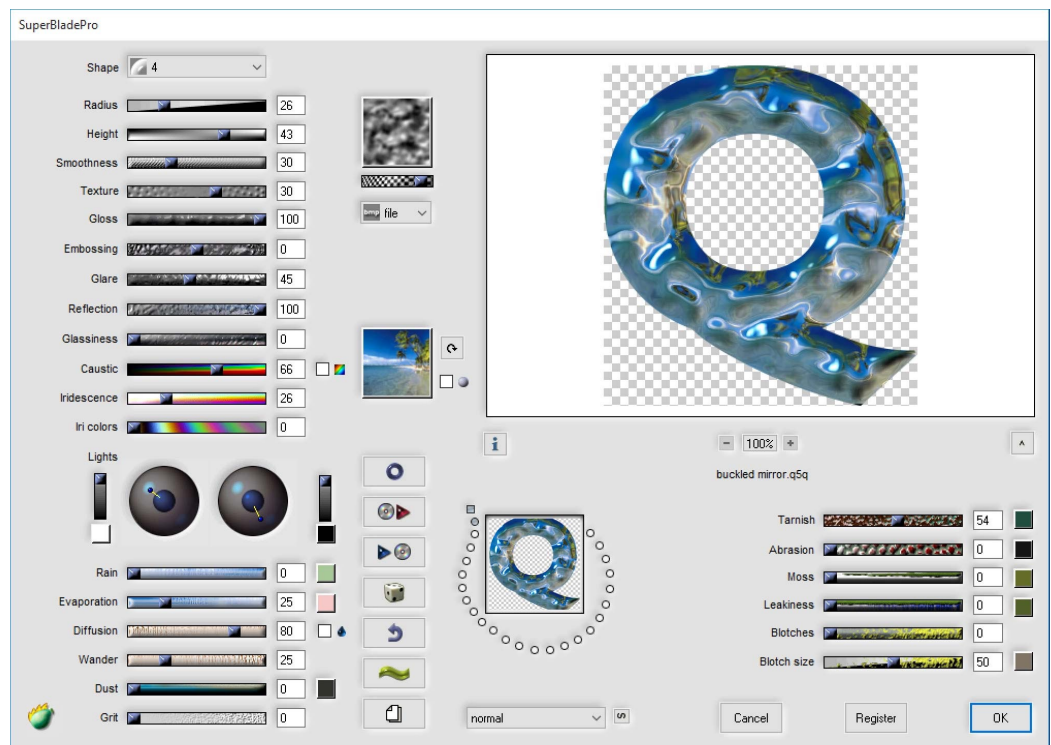 SuperBladePro
Shape 4
Radius 26
Height 43
Smoothness 30
Texture 30
file
Gloss 100
Embossing 0
Glare 45
Reflection 100
Glassiness 0
Caustic 66
Iridescence 26
Iri colors 0
Lights
i
100%
buckled mirror.q5q
Rain 0
Evaporation 25
Diffusion 80
Wander 25
Dust 0
Grit 0
Tarnish 54
Abrasion 0
Moss 0
Leakiness 0
Blotches 0
Blotch size 50
normal
Cancel
Register
OK